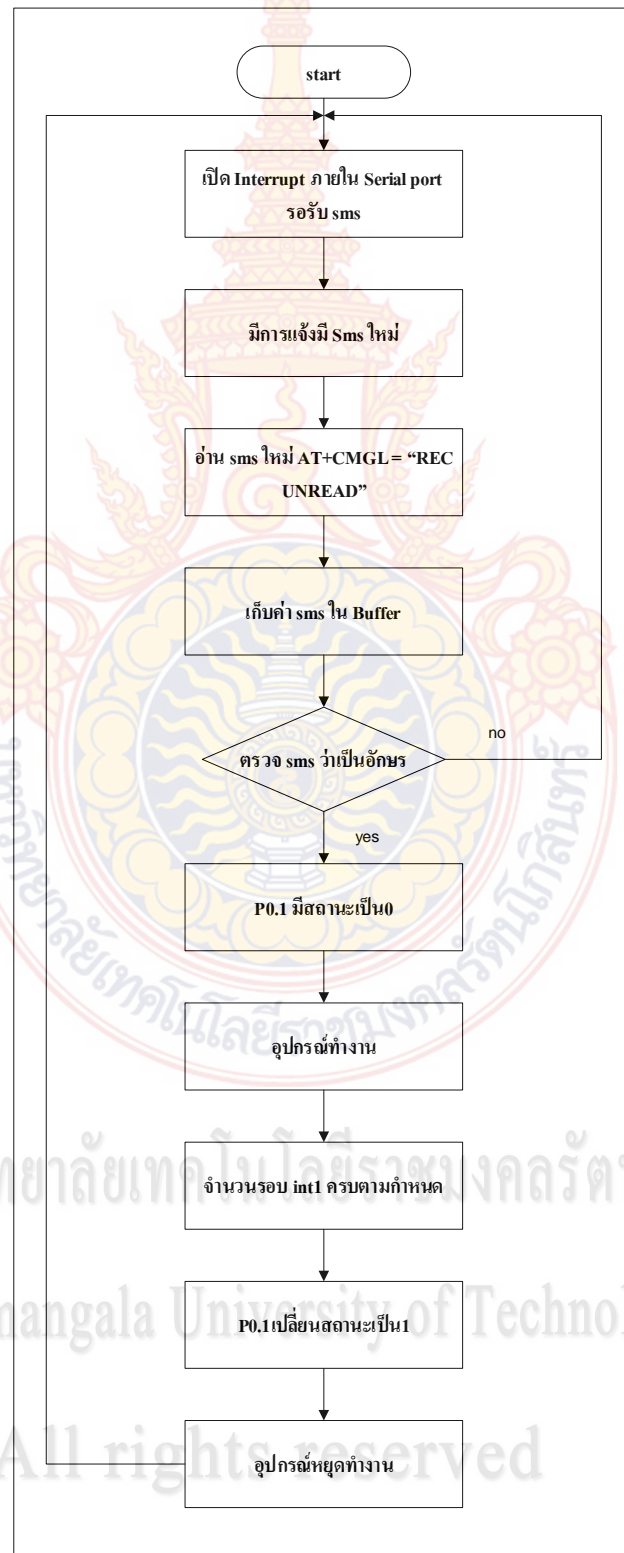 start
เปิด Interrupt ภายใน Serial port
รอรับ sms
มีการแจ้งมี Sms ใหม่
อ่าน sms ใหม่ AT+CMGL = “REC
UNREAD”
เก็บค่า sms ใน Buffer
ตรวจ sms ว่าเป็นอักษร
no
yes
P0.1 มีสถานะเป็น0
มหาวิทยาลัยเทคโนโลยีราชมงคลรัตนโกสินทร์
อุปกรณ์ทำงาน
จำนวนรอบ int1 ครบตามกำหนด
P0.1เปลี่ยนสถานะเป็น1
University of
All rights reserved
อุปกรณ์หยุดทำงาน